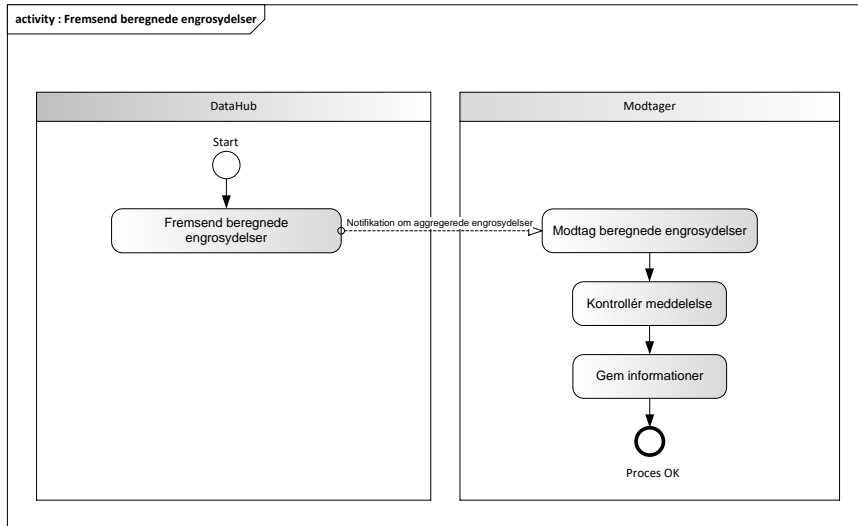 activity : Fremsend beregnede engrosydelser
DataHub
Modtager
Start
Fremsend beregnede
engrosydelser
Notifikation om aggregerede engrosydelser
Modtag beregnede engrosydelser
Kontrollér meddelelse
Gem informationer
Proces OK